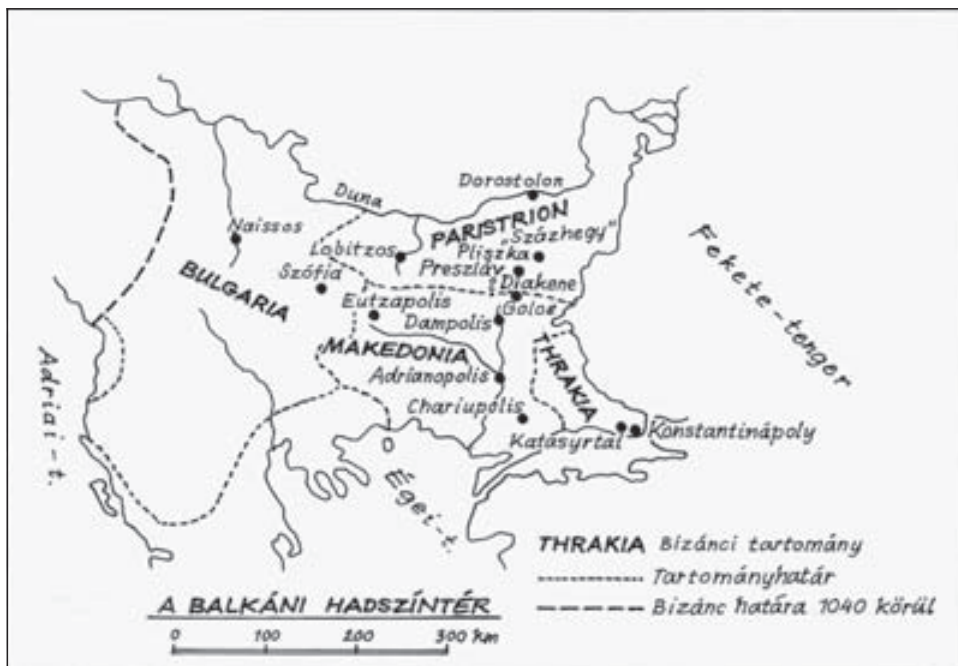 Duna
Dorostolon
PARISTRION
Naissos
Lobitzos
„Százhegy”
Pliszka
Preszláv
Szófia
Diakene
BULGARIA
Eutzapolis
Goloe
Dampolis
MAKEDONIA
THRAKIA
Adrianopolis
Chariupolis
Katasyrtai
Konstantinápoly
Fekete-tenger
Adriai-t.
Égei-t.
THRAKIA Bizánci tartomány
Tartományhatár
Bizánc határa 1040 körül
A BALKÁNI HADSZÍNTÉR
0 100 200 300 km